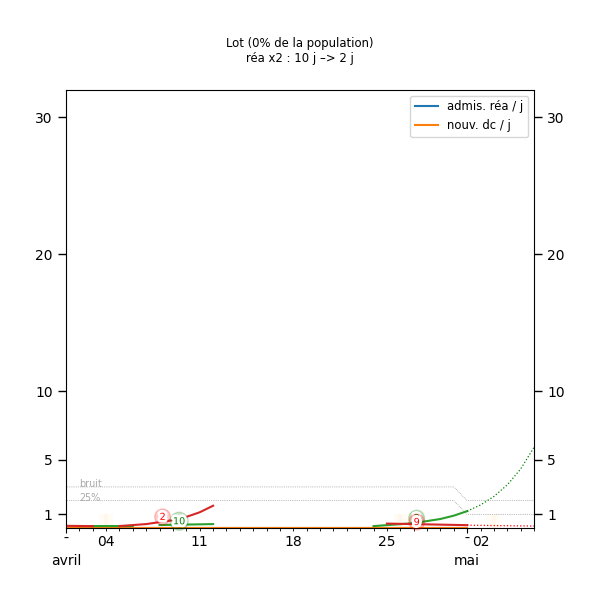 Lot (0% de la population)
réa x2 : 10 j –> 2 j
admis. réa / j
nouv. dc / j
30
30
20
20
10
10
5
5
bruit
25%
1
1
2
10
9
04
11
18
25
02
avril
mai